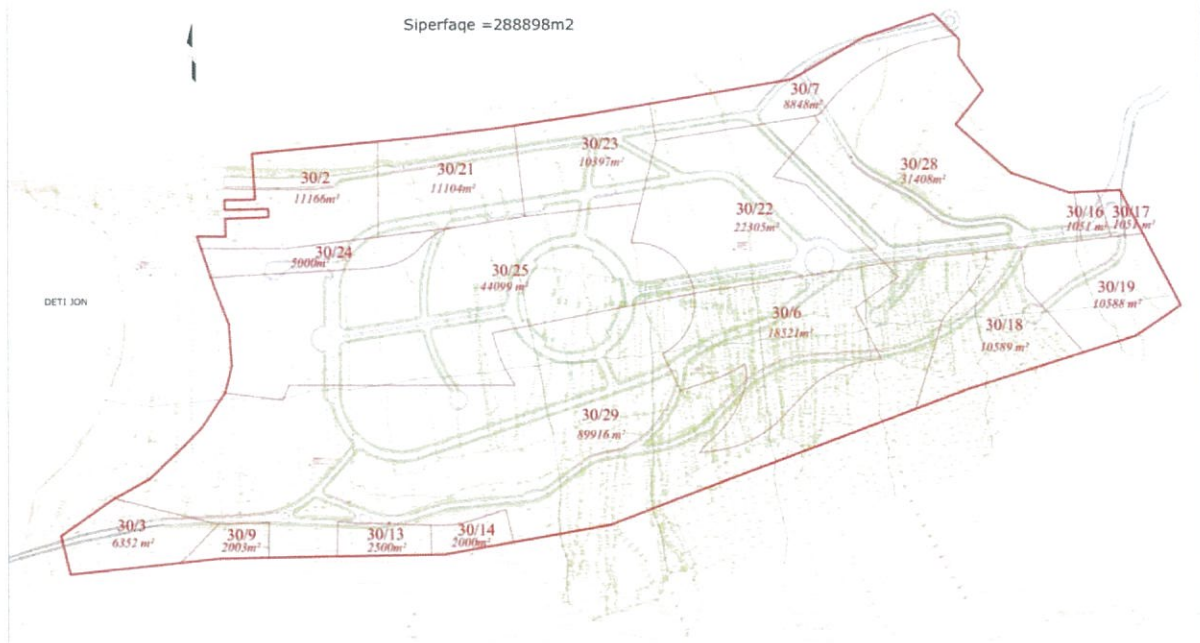 Siperfaqe =288898m2
30/7
8848m²
30/23
10397m²
30/21
11104m²
30/2
11166m²
30/28
31408m²
30/22
22305m²
30/16
1051 m²
30/17
1051 m²
30/24
5000m²
30/25
44099 m²
30/19
10588 m²
DETI JON
30/6
18521m²
30/18
10589 m²
30/29
89916 m²
30/3
6352 m²
30/9
2003m²
30/13
2500m²
30/14
2000m²